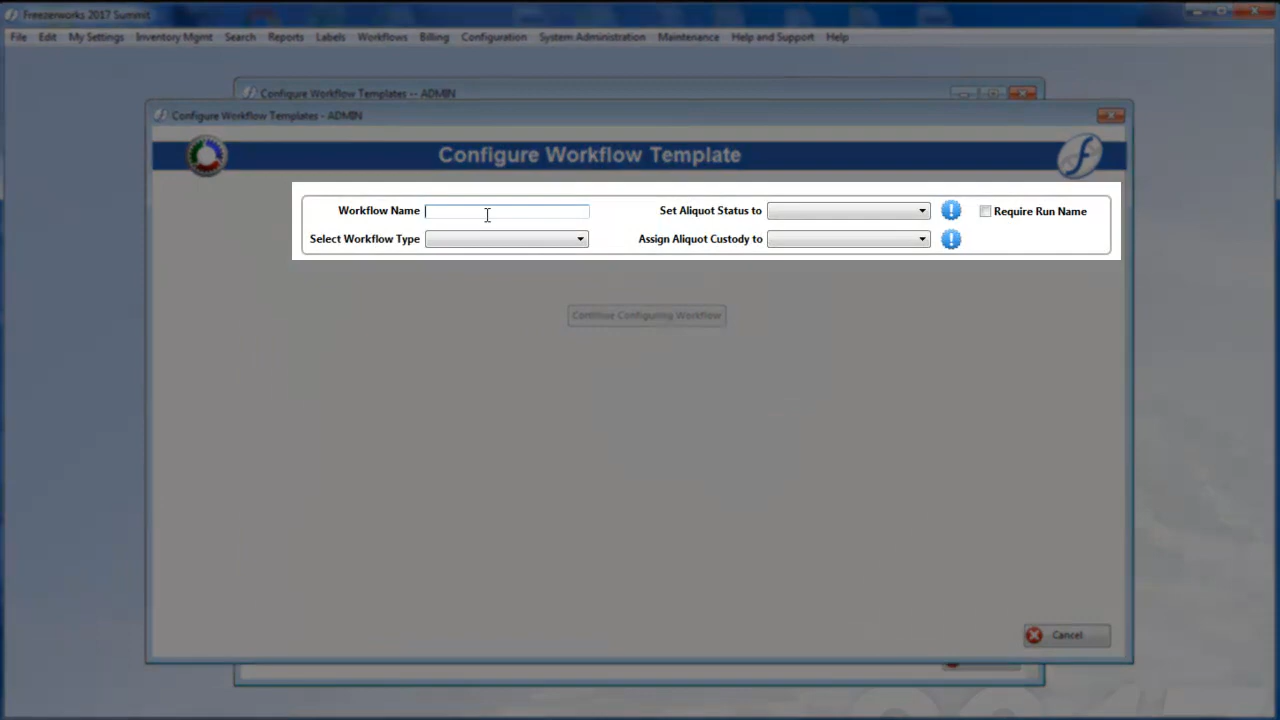 Freezerworks 2017 Summit
File Edit My Settings Inventory Mgmt Search Reports Labels Workflows Billing Configuration System Administration Maintenance Help and Support Help
Configure Workflow Templates -- ADMIN
Configure Workflow Templates - ADMIN
Configure Workflow Template
Workflow Name Set Aliquot Status to Require Run Name
Select Workflow Type Assign Aliquot Custody to
Continue Configuring Workflow
Cancel